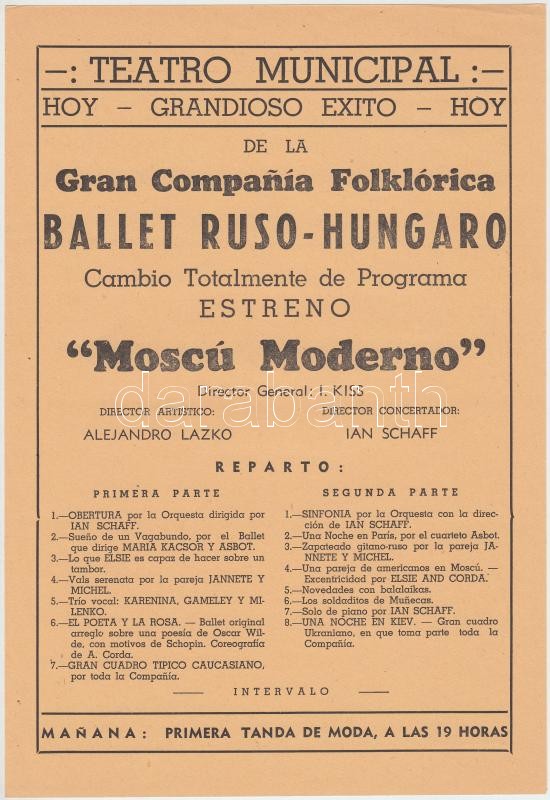 —: TEATRO MUNICIPAL :—
HOY — GRANDIOSO EXITO — HOY
DE LA
Gran Compañía Folklórica
BALLET RUSO-HUNGARO
Cambio Totalmente de Programa
ESTRENO
“Moscú Moderno”
Director General: I. KISS
darabanth
DIRECTOR ARTISTICO:
ALEJANDRO LAZKO
DIRECTOR CONCERTADOR:
IAN SCHAFF
REPARTO:
PRIMERA PARTE
1.—OBERTURA por la Orquesta dirigida por
IAN SCHAFF.
2.—Sueño de un Vagabundo, por el Ballet
que dirige MARIA KACSOR Y ASBOT.
3.—Lo que ELSIE es capaz de hacer sobre un
tambor.
4.—Vals serenata por la pareja JANNETE Y
MICHEL.
5.—Trío vocal: KARENINA, GAMELEY Y MI-
LENKO.
6.—EL POETA Y LA ROSA. — Ballet original
arreglo sobre una poesía de Oscar Wil-
de, con motivos de Schopin. Coreografía
de A. Corda.
7.—GRAN CUADRO TIPICO CAUCASIANO,
por toda la Compañía.
SEGUNDA PARTE
1.—SINFONIA por la Orquesta con la direc-
ción de IAN SCHAFF.
2.—Una Noche en París, por el cuarteto Asbot.
3.—Zapateado gitano-ruso por la pareja JA-
NNETE Y MICHEL.
4.—Una pareja de americanos en Moscú. —
Excentricidad por ELSIE AND CORDA.
5.—Novedades con balalaikas.
6.—Los soldaditos de Muñecas.
7.—Solo de piano por IAN SCHAFF.
8.—UNA NOCHE EN KIEV. — Gran cuadro
Ukraniano, en que toma parte toda la
Compañía.
— INTERVALO —
MAÑANA: PRIMERA TANDA DE MODA, A LAS 19 HORAS